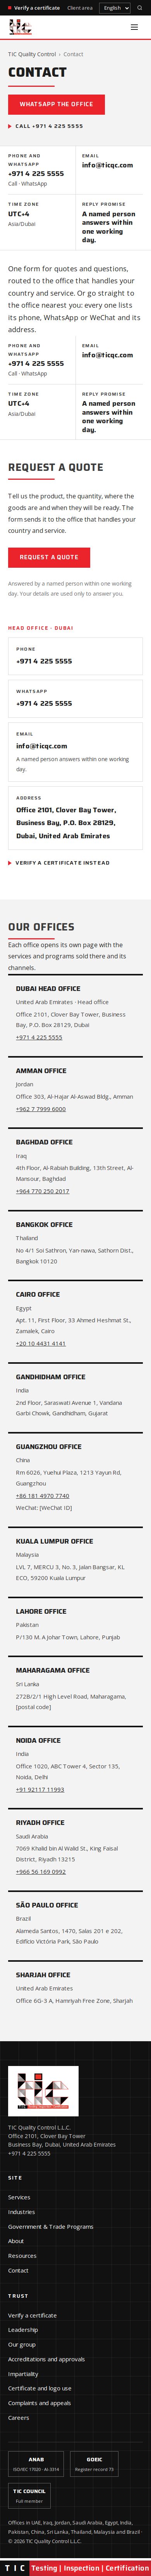 Verify a certificate Client area English
TIC
TIC Quality Control › Contact
CONTACT
WHATSAPP THE OFFICE
CALL +971 4 225 5555
PHONE AND WHATSAPP
+971 4 225 5555
Call · WhatsApp
EMAIL
info@ticqc.com
TIME ZONE
UTC+4
Asia/Dubai
REPLY PROMISE
A named person
answers within
one working
day.
One form for quotes and questions,
routed to the office that handles your
country and service. Or go straight to
the office nearest you: every one lists
its phone, WhatsApp or WeChat and its
address.
PHONE AND WHATSAPP
+971 4 225 5555
Call · WhatsApp
EMAIL
info@ticqc.com
TIME ZONE
UTC+4
Asia/Dubai
REPLY PROMISE
A named person
answers within
one working
day.
REQUEST A QUOTE
Tell us the product, the quantity, where the
goods are and when they will be ready. The
form sends it to the office that handles your
country and service.
REQUEST A QUOTE
Answered by a named person within one working
day. Your details are used only to answer you.
HEAD OFFICE · DUBAI
PHONE
+971 4 225 5555
WHATSAPP
+971 4 225 5555
EMAIL
info@ticqc.com
A named person answers within one working
day.
ADDRESS
Office 2101, Clover Bay Tower,
Business Bay, P.O. Box 28129,
Dubai, United Arab Emirates
VERIFY A CERTIFICATE INSTEAD
OUR OFFICES
Each office opens its own page with the
services and programs sold there and its
channels.
DUBAI HEAD OFFICE
United Arab Emirates · Head office
Office 2101, Clover Bay Tower, Business
Bay, P.O. Box 28129, Dubai
+971 4 225 5555
AMMAN OFFICE
Jordan
Office 303, Al-Hajar Al-Aswad Bldg., Amman
+962 7 7999 6000
BAGHDAD OFFICE
Iraq
4th Floor, Al-Rabiah Building, 13th Street, Al-
Mansour, Baghdad
+964 770 250 2017
BANGKOK OFFICE
Thailand
No 4/1 Soi Sathron, Yan-nawa, Sathorn Dist.,
Bangkok 10120
CAIRO OFFICE
Egypt
Apt. 11, First Floor, 33 Ahmed Heshmat St.,
Zamalek, Cairo
+20 10 4431 4141
GANDHIDHAM OFFICE
India
2nd Floor, Saraswati Avenue 1, Vandana
Garbi Chowk, Gandhidham, Gujarat
GUANGZHOU OFFICE
China
Rm 6026, Yuehui Plaza, 1213 Yayun Rd,
Guangzhou
+86 181 4970 7740
WeChat: [WeChat ID]
KUALA LUMPUR OFFICE
Malaysia
LVL 7, MERCU 3, No. 3, Jalan Bangsar, KL
ECO, 59200 Kuala Lumpur
LAHORE OFFICE
Pakistan
P/130 M. A Johar Town, Lahore, Punjab
MAHARAGAMA OFFICE
Sri Lanka
272B/2/1 High Level Road, Maharagama,
[postal code]
NOIDA OFFICE
India
Office 1020, ABC Tower 4, Sector 135,
Noida, Delhi
+91 92117 11993
RIYADH OFFICE
Saudi Arabia
7069 Khalid bin Al Walid St., King Faisal
District, Riyadh 13215
+966 56 169 0992
SÃO PAULO OFFICE
Brazil
Alameda Santos, 1470, Salas 201 e 202,
Edifício Victória Park, São Paulo
SHARJAH OFFICE
United Arab Emirates
Office 6G-3 A, Hamriyah Free Zone, Sharjah
TIC
TIC Quality Control L.L.C.
Office 2101, Clover Bay Tower
Business Bay, Dubai, United Arab Emirates
+971 4 225 5555
SITE
Services
Industries
Government & Trade Programs
About
Resources
Contact
TRUST
Verify a certificate
Leadership
Our group
Accreditations and approvals
Impartiality
Certificate and logo use
Complaints and appeals
Careers
ANAB
ISO/IEC 17020 · AI-3314
GOEIC
Register record 73
TIC COUNCIL
Full member
Offices in UAE, Iraq, Jordan, Saudi Arabia, Egypt, India,
Pakistan, China, Sri Lanka, Thailand, Malaysia and Brazil ·
© 2026 TIC Quality Control L.L.C.
TIC Testing | Inspection | Certification